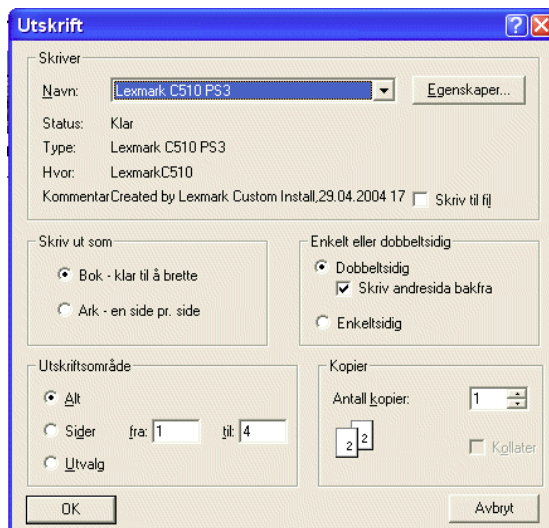 Utskrift
Skriver
Navn: Lexmark C510 PS3 Egenskaper...
Status: Klar
Type: Lexmark C510 PS3
Hvor: LexmarkC510
KommentarCreated by Lexmark Custom Install,29.04.2004 17 Skriv til fil
Skriv ut som
Bok - klar til å brette
Ark - en side pr. side
Enkelt eller dobbeltsidig
Dobbeltsidig
Skriv andresida bakfra
Enkeltsidig
Utskriftsområde
Alt
Sider fra: 1 til: 4
Utvalg
Kopier
Antall kopier: 1
2 2
Kollater
OK Avbryt